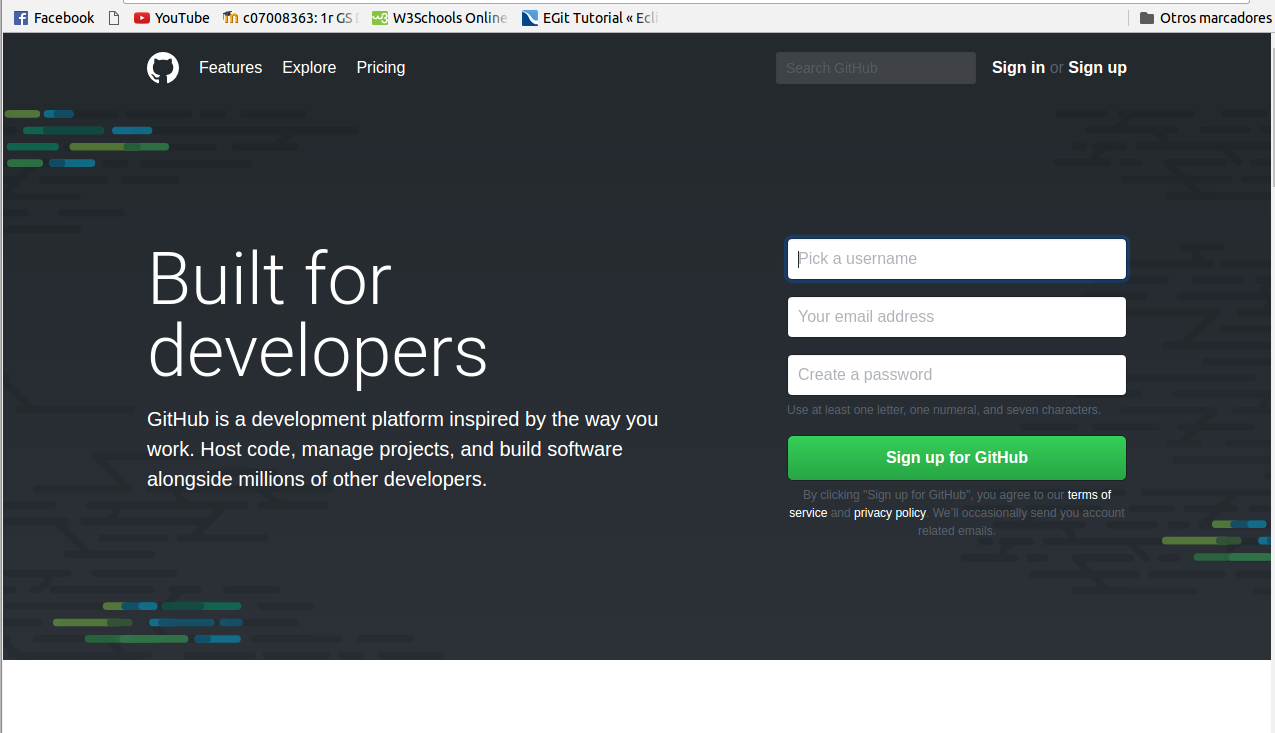 Facebook YouTube c07008363: 1r GS W3Schools Online EGit Tutorial « Ecli Otros marcadores
Features Explore Pricing Search GitHub Sign in or Sign up
Built for
developers
GitHub is a development platform inspired by the way you
work. Host code, manage projects, and build software
alongside millions of other developers.
Pick a username
Your email address
Create a password
Use at least one letter, one numeral, and seven characters.
Sign up for GitHub
By clicking "Sign up for GitHub", you agree to our terms of
service and privacy policy. We'll occasionally send you account
related emails.